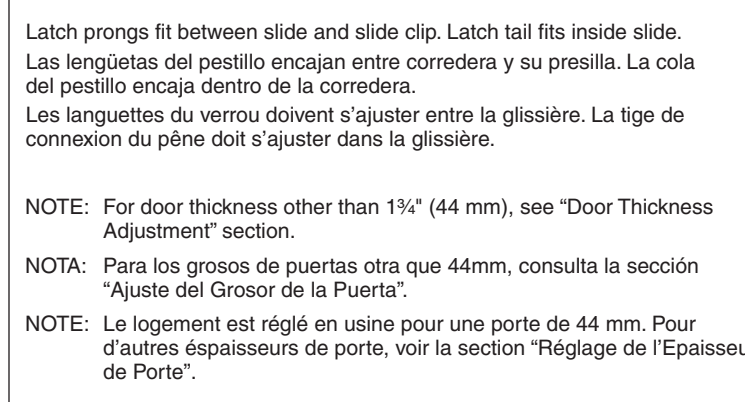 Latch prongs fit between slide and slide clip. Latch tail fits inside slide.
Las lengüetas del pestillo encajan entre corredera y su presilla. La cola
del pestillo encaja dentro de la corredera.
Les languettes du verrou doivent s’ajuster entre la glissière. La tige de
connexion du pêne doit s’ajuster dans la glissière.
NOTE: For door thickness other than 1¾" (44 mm), see “Door Thickness
Adjustment” section.
NOTA: Para los grosos de puertas otra que 44mm, consulta la sección
“Ajuste del Grosor de la Puerta”.
NOTE: Le logement est réglé en usine pour une porte de 44 mm. Pour
d’autres éspaisseurs de porte, voir la section “Réglage de l’Epaisseu
de Porte”.